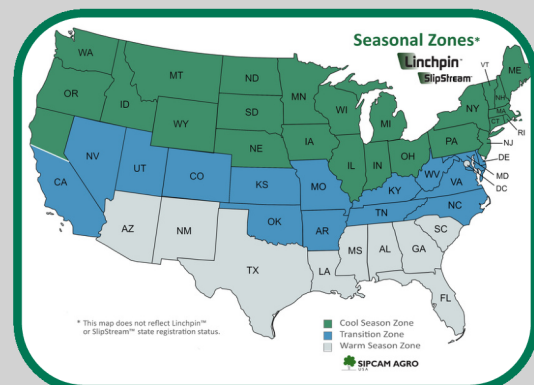 Seasonal Zones*
Linchpin™
SlipStream™
WA
MT
ND
MN
VT
ME
OR
ID
SD
WI
NY
NH
MA
CT
RI
WY
MI
IA
PA
NJ
NE
IL
IN
OH
DE
NV
UT
CO
KS
MO
KY
WV
VA
MD
DC
CA
TN
NC
OK
AR
AZ
NM
SC
MS
AL
GA
TX
LA
FL
* This map does not reflect Linchpin™
or SlipStream™ state registration status.
Cool Season Zone
Transition Zone
Warm Season Zone
SIPCAM AGRO
USA